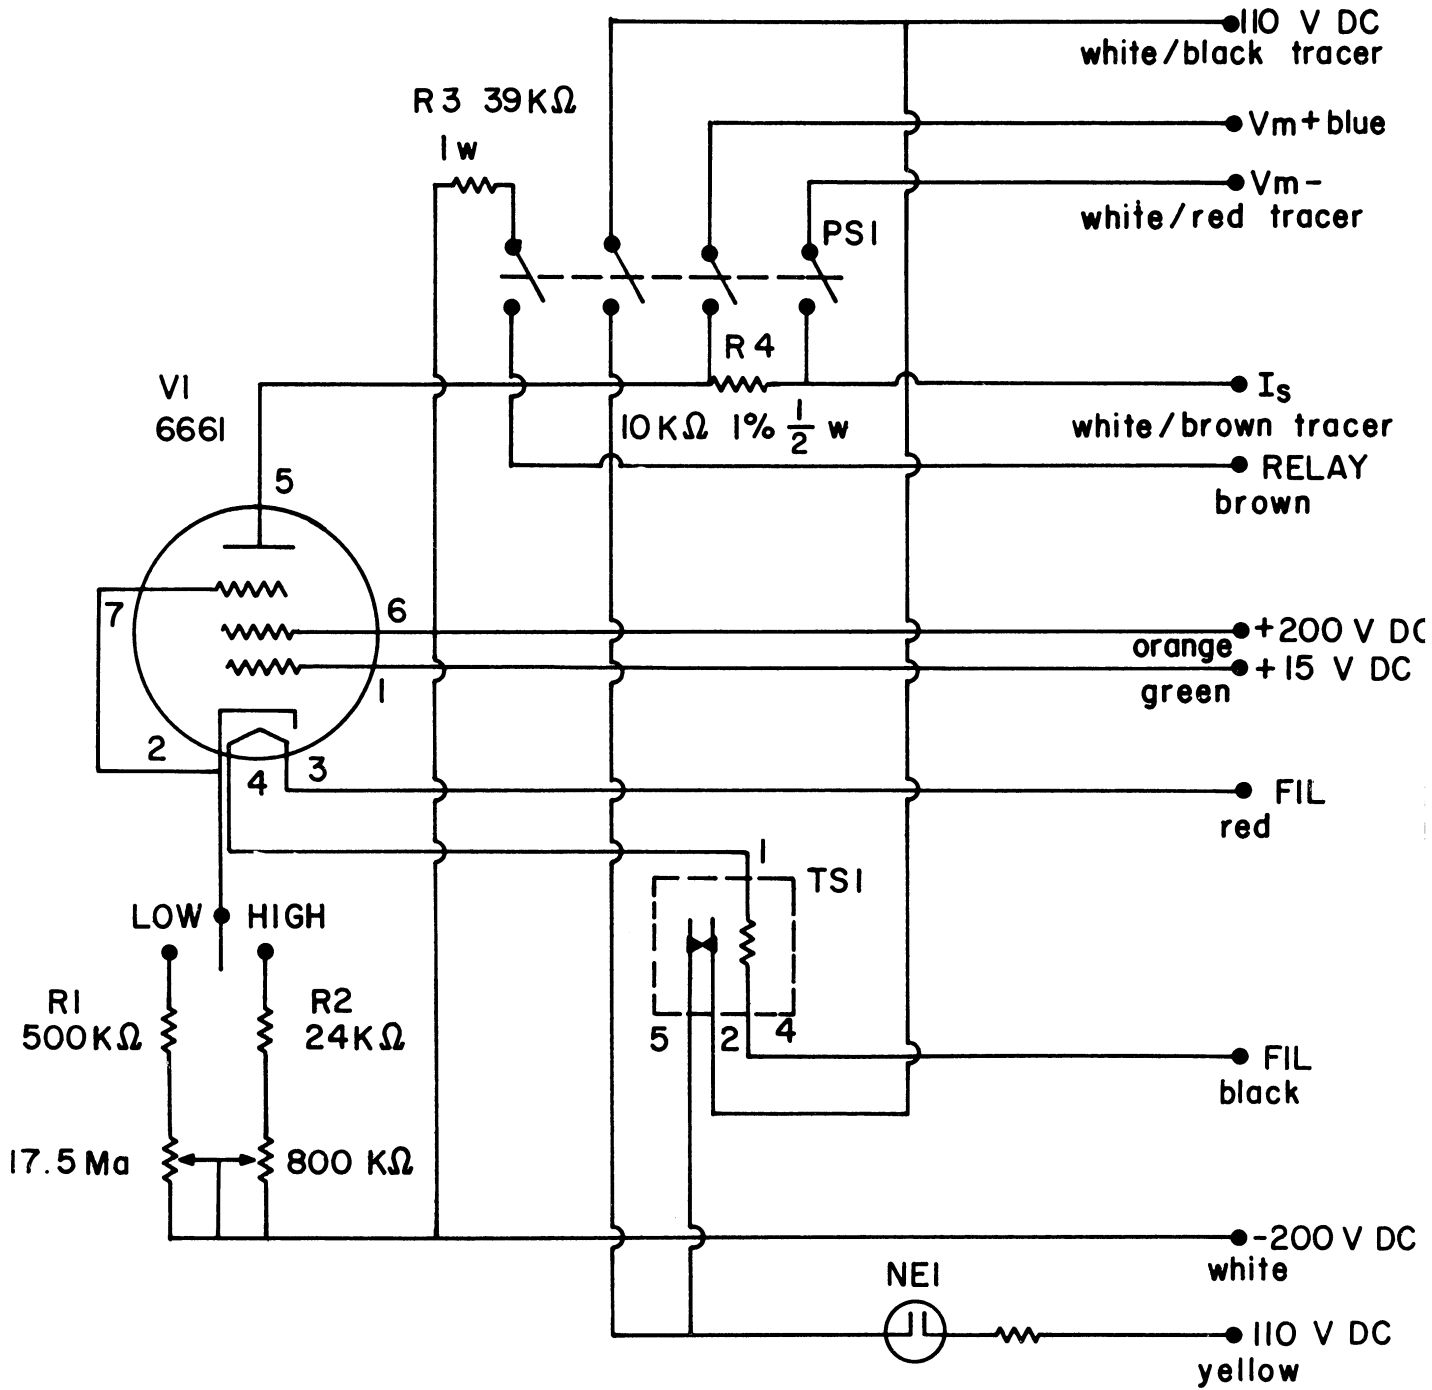 110 V DC
white/black tracer
R3 39KΩ
1w
Vm+ blue
Vm-
white/red tracer
PS1
R4
V1
6661
10KΩ 1% 1/2 w
Is
white/brown tracer
RELAY
brown
5
7
6
+200 V DC
orange
+15 V DC
green
1
2
4
3
FIL
red
1
TS1
LOW HIGH
R1
500KΩ
R2
24KΩ
5 2 4
FIL
black
17.5 Ma
800 KΩ
-200 V DC
white
NE1
110 V DC
yellow